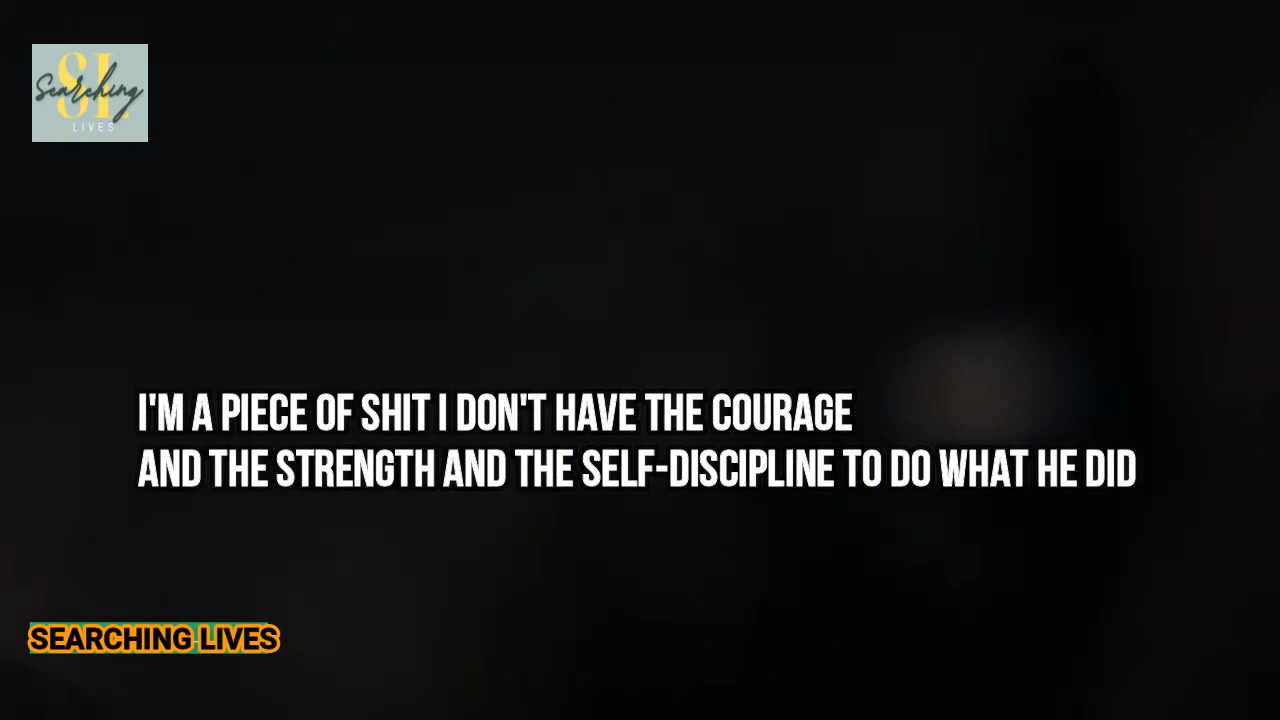 SL
Searching
LIVES
I'M A PIECE OF SHIT I DON'T HAVE THE COURAGE
AND THE STRENGTH AND THE SELF-DISCIPLINE TO DO WHAT HE DID
SEARCHING LIVES